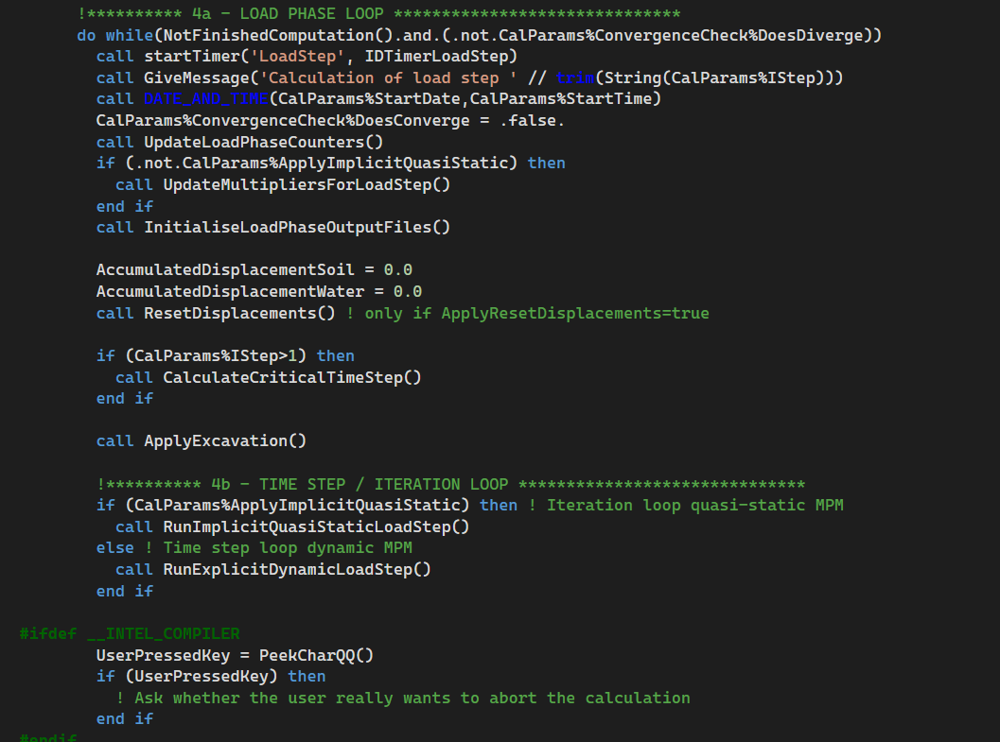 !********** 4a - LOAD PHASE LOOP ******************************
do while(NotFinishedComputation().and.(.not.CalParams%ConvergenceCheck%DoesDiverge))
call startTimer('LoadStep', IDTimerLoadStep)
call GiveMessage('Calculation of load step ' // trim(String(CalParams%IStep)))
call DATE_AND_TIME(CalParams%StartDate,CalParams%StartTime)
CalParams%ConvergenceCheck%DoesConverge = .false.
call UpdateLoadPhaseCounters()
if (.not.CalParams%ApplyImplicitQuasiStatic) then
call UpdateMultipliersForLoadStep()
end if
call InitialiseLoadPhaseOutputFiles()
AccumulatedDisplacementSoil = 0.0
AccumulatedDisplacementWater = 0.0
call ResetDisplacements() ! only if ApplyResetDisplacements=true
if (CalParams%IStep>1) then
call CalculateCriticalTimeStep()
end if
call ApplyExcavation()
!********** 4b - TIME STEP / ITERATION LOOP ******************************
if (CalParams%ApplyImplicitQuasiStatic) then ! Iteration loop quasi-static MPM
call RunImplicitQuasiStaticLoadStep()
else ! Time step loop dynamic MPM
call RunExplicitDynamicLoadStep()
end if
#ifdef __INTEL_COMPILER
UserPressedKey = PeekCharQQ()
if (UserPressedKey) then
! Ask whether the user really wants to abort the calculation
end if
#endif